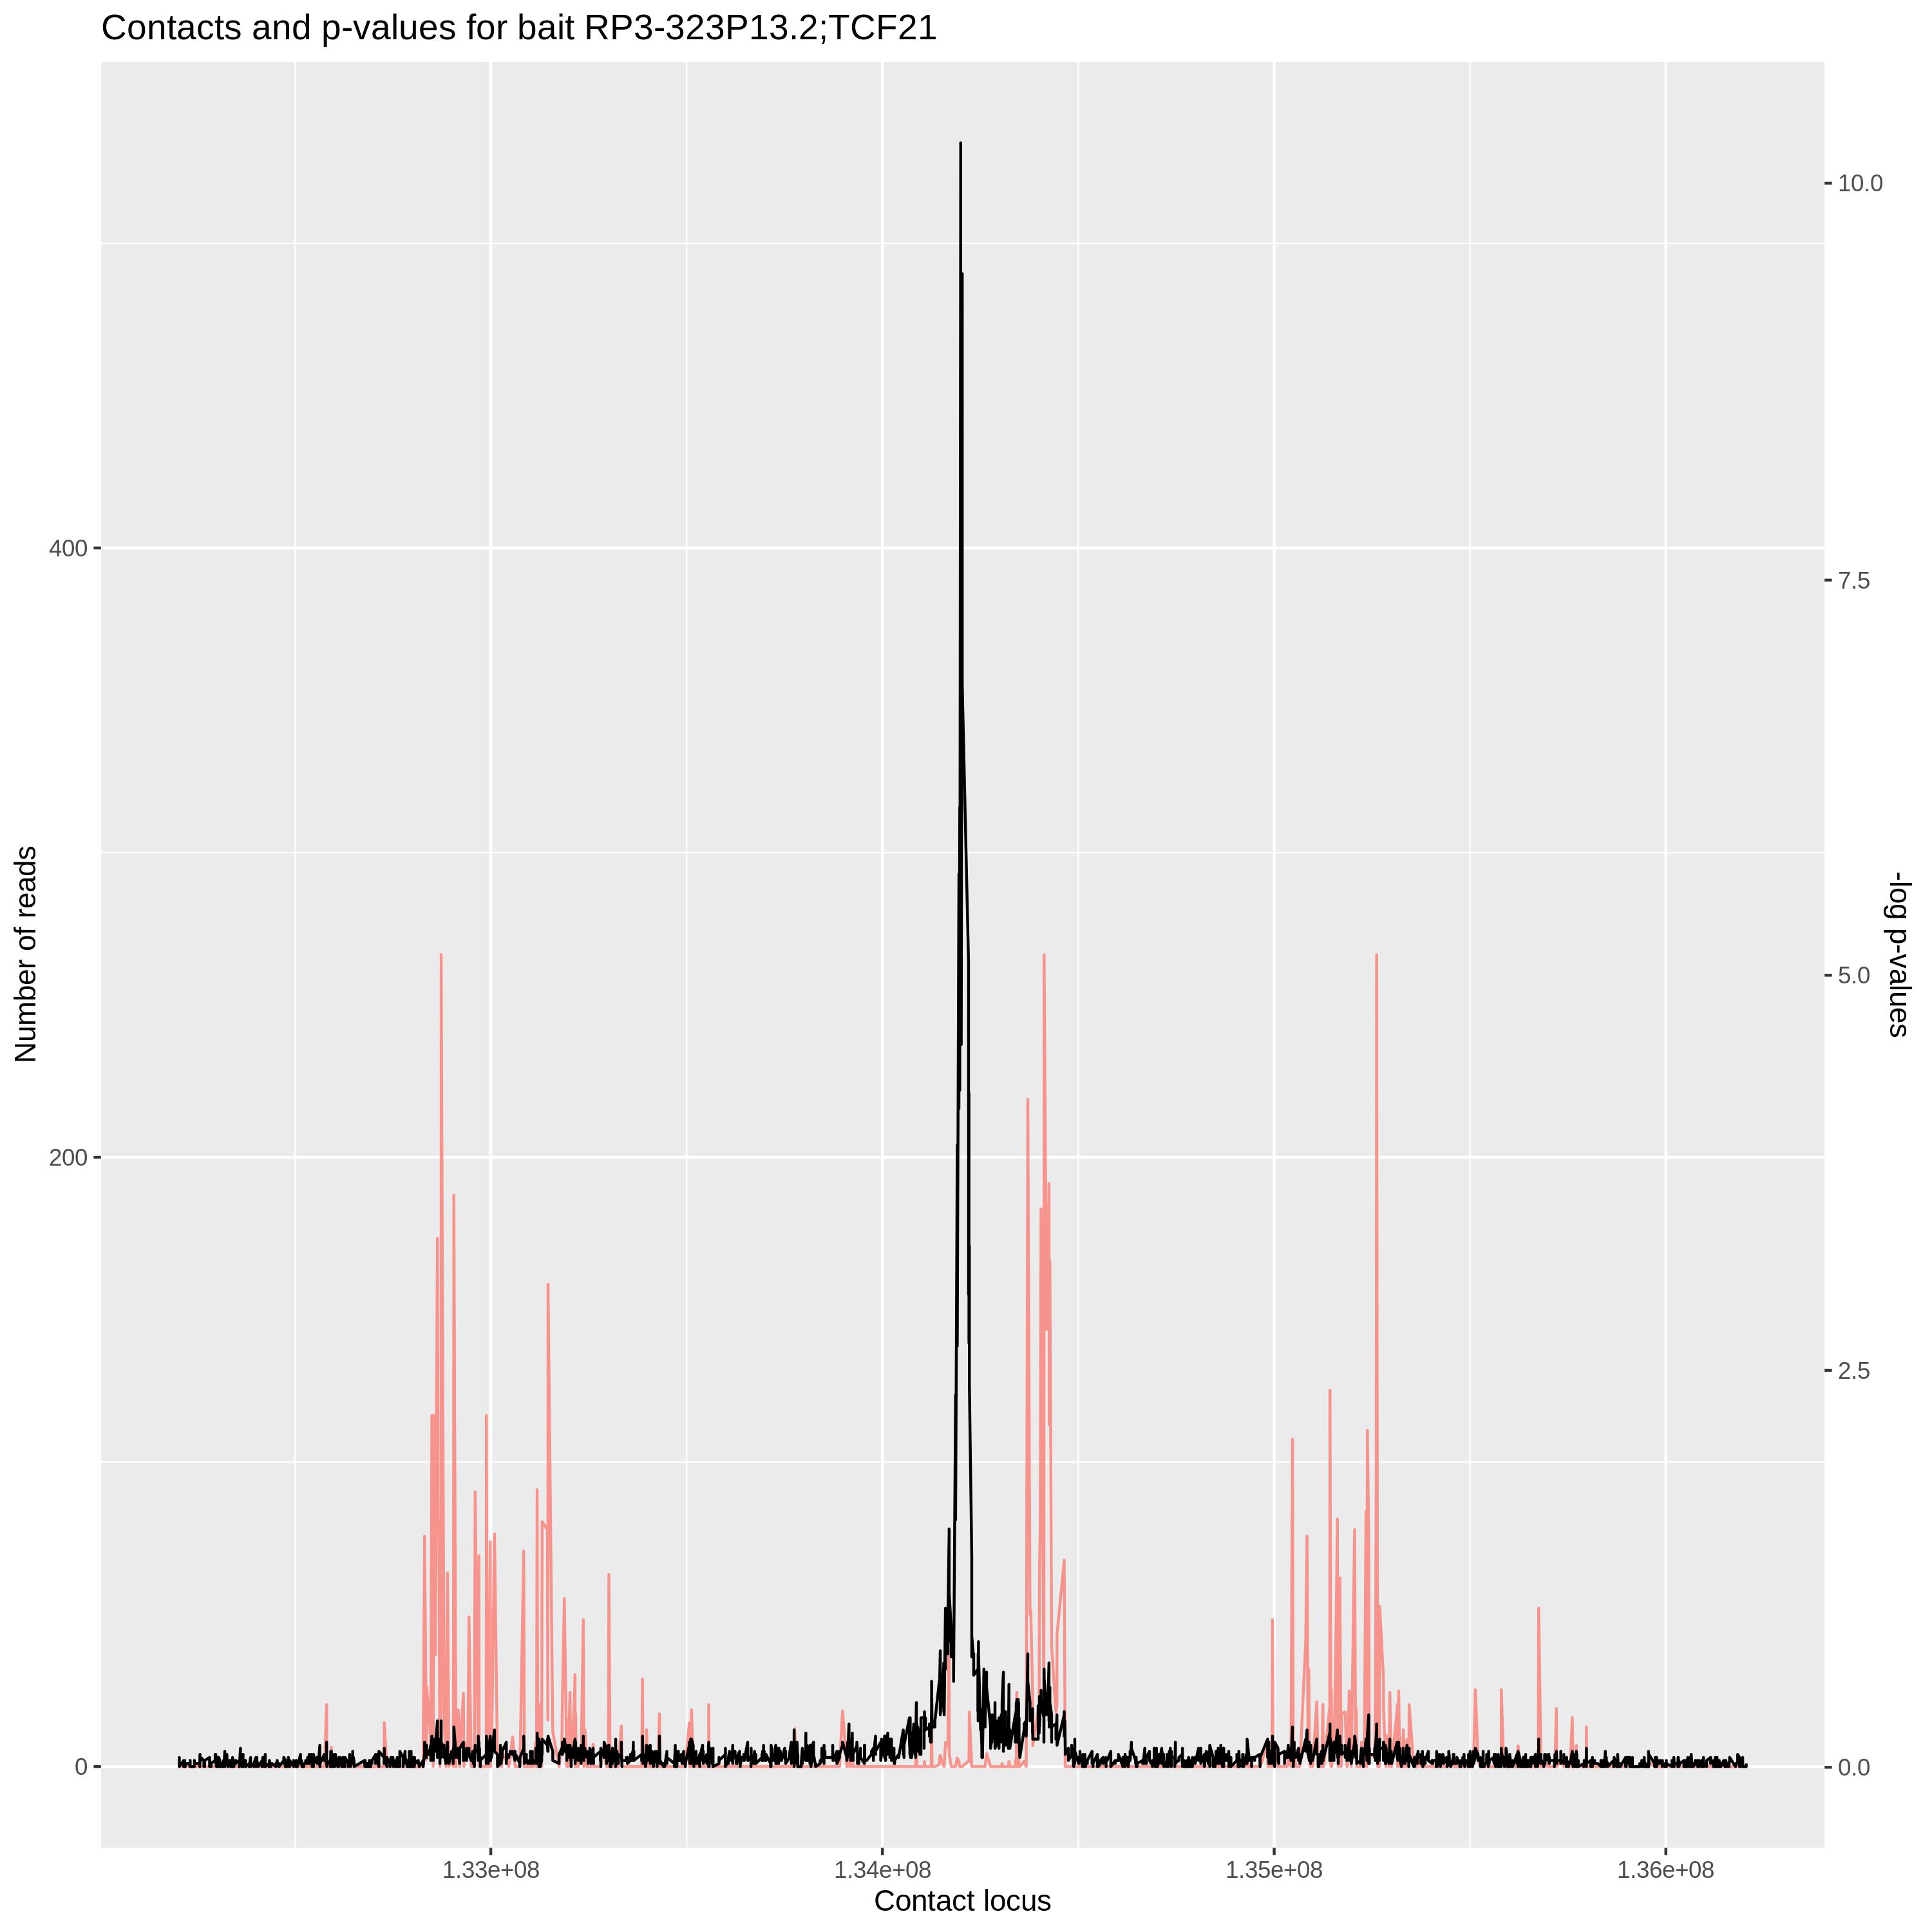 Contacts and p-values for bait RP3-323P13.2;TCF21
10.0
400
7.5
Number of reads
5.0
-log p-values
200
2.5
0
0.0
1.33e+08
1.34e+08
1.35e+08
1.36e+08
Contact locus